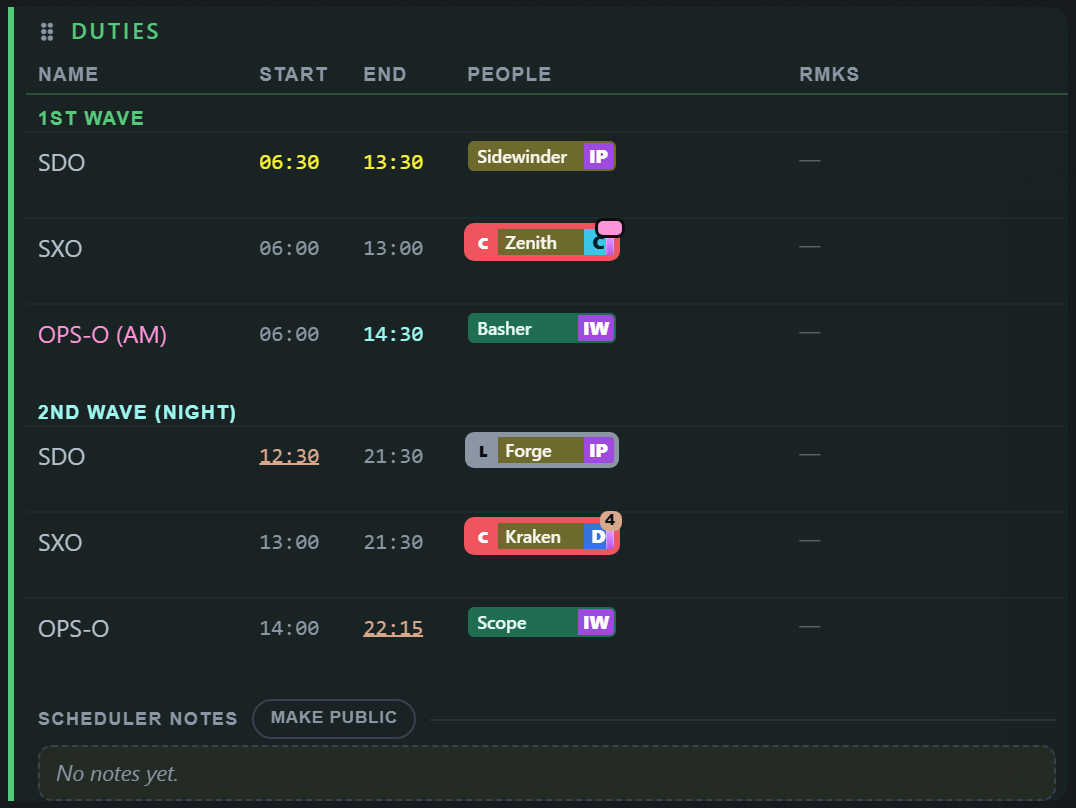 DUTIES
NAME START END PEOPLE RMKS
1ST WAVE
SDO 06:30 13:30 Sidewinder IP —
SXO 06:00 13:00 C Zenith C —
OPS-O (AM) 06:00 14:30 Basher IW —
2ND WAVE (NIGHT)
SDO 12:30 21:30 L Forge IP —
4
SXO 13:00 21:30 C Kraken D —
OPS-O 14:00 22:15 Scope IW —
SCHEDULER NOTES MAKE PUBLIC
No notes yet.